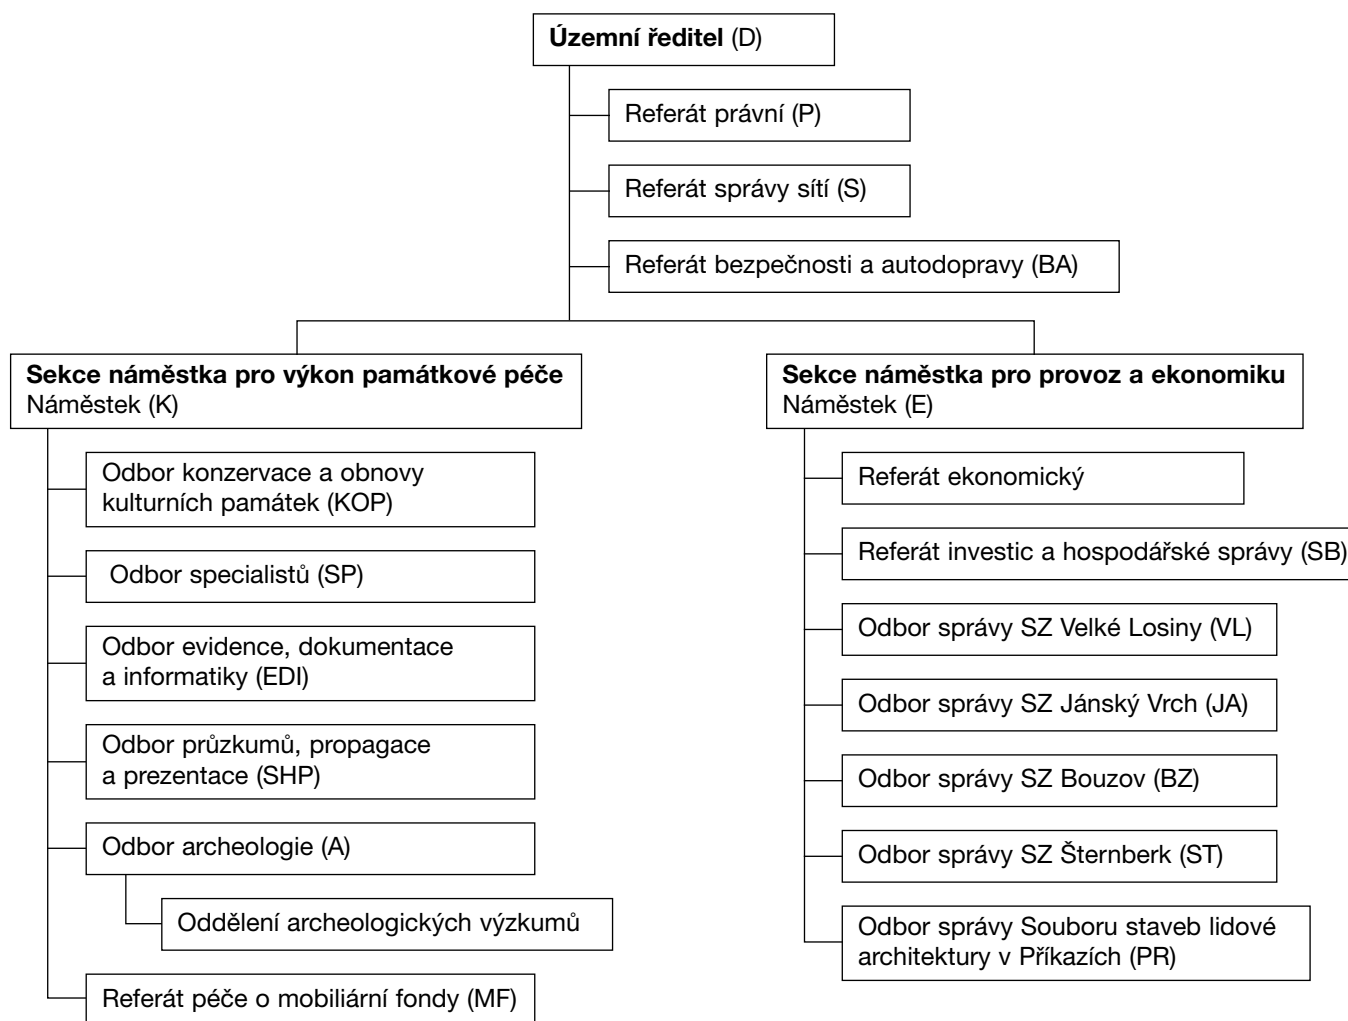 Územní ředitel (D)
Referát právní (P)
Referát správy sítí (S)
Referát bezpečnosti a autodopravy (BA)
Sekce náměstka pro výkon památkové péče
Náměstek (K)
Odbor konzervace a obnovy
kulturních památek (KOP)
Odbor specialistů (SP)
Odbor evidence, dokumentace
a informatiky (EDI)
Odbor průzkumů, propagace
a prezentace (SHP)
Odbor archeologie (A)
Oddělení archeologických výzkumů
Referát péče o mobiliární fondy (MF)
Sekce náměstka pro provoz a ekonomiku
Náměstek (E)
Referát ekonomický
Referát investic a hospodářské správy (SB)
Odbor správy SZ Velké Losiny (VL)
Odbor správy SZ Jánský Vrch (JA)
Odbor správy SZ Bouzov (BZ)
Odbor správy SZ Šternberk (ST)
Odbor správy Souboru staveb lidové
architektury v Příkazích (PR)